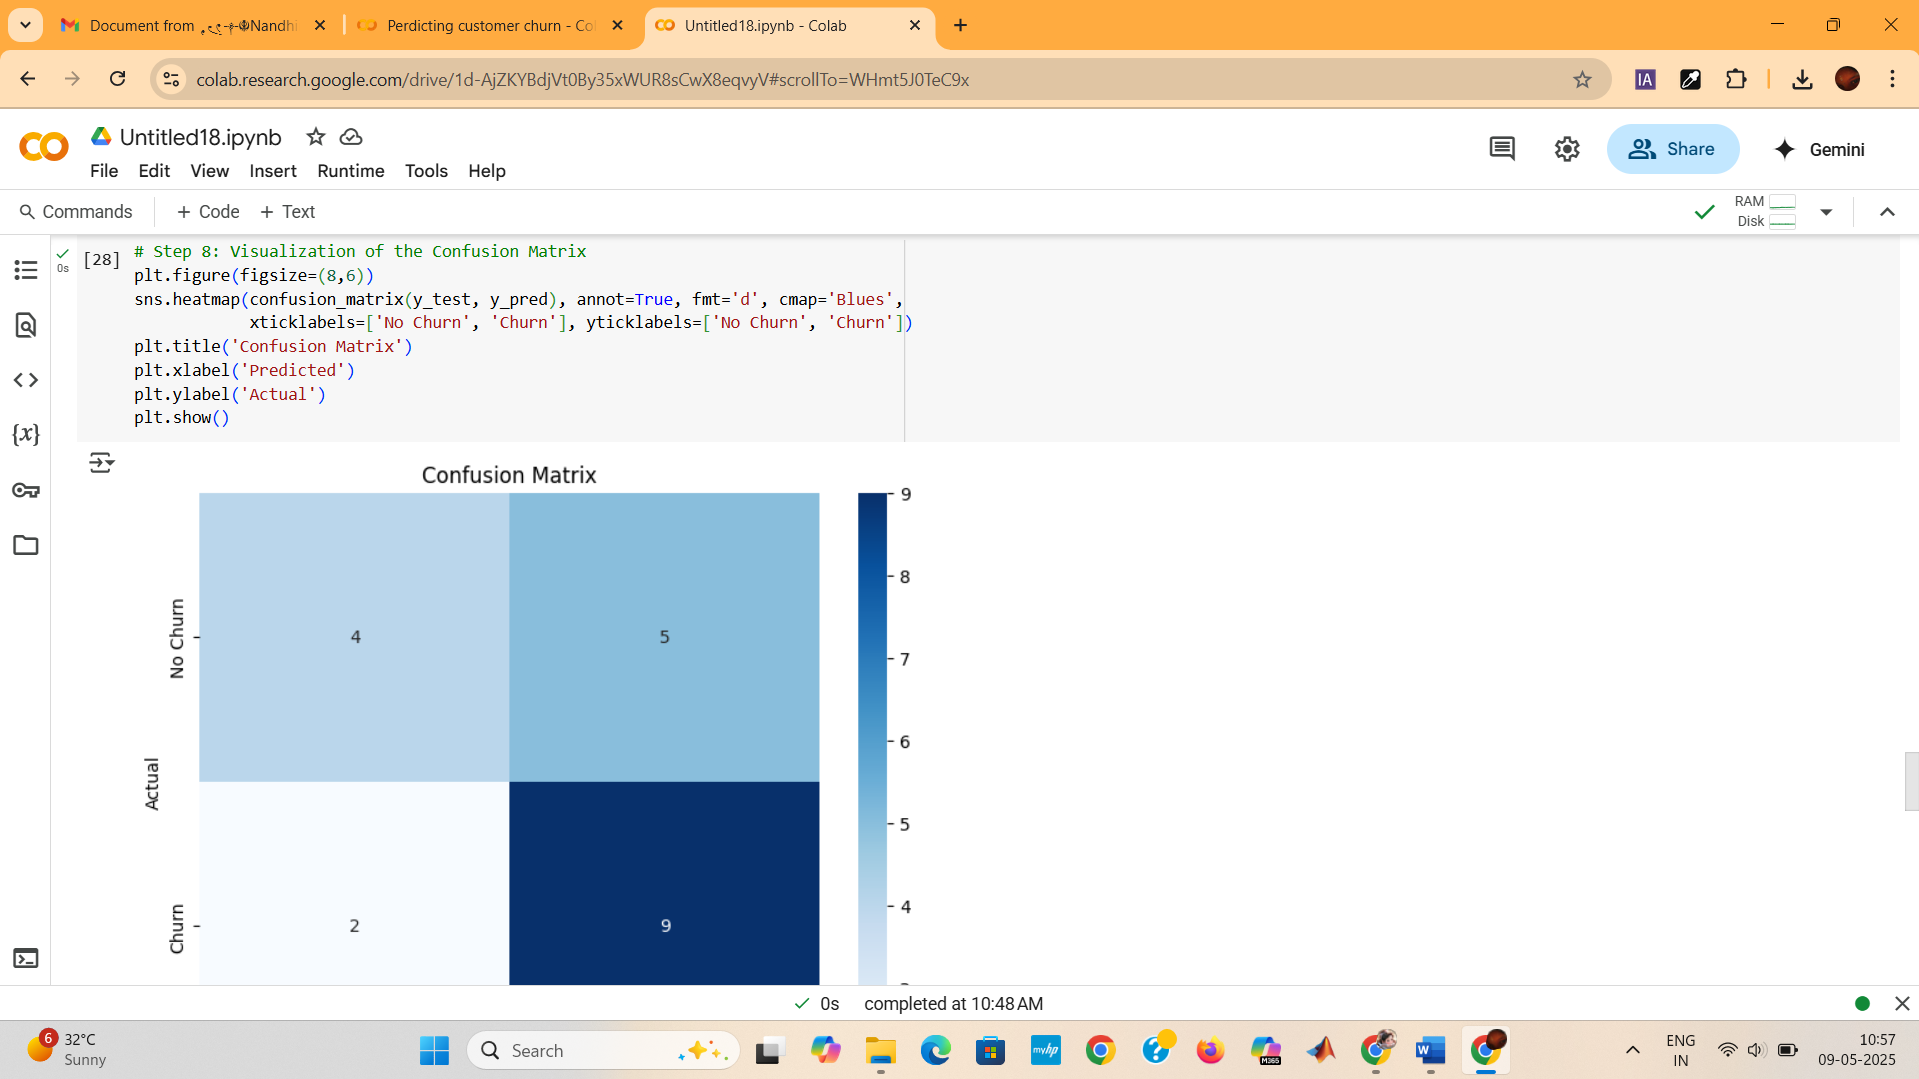 Document from
Nandhi
Perdicting customer churn - Co
Untitled18.ipynb - Colab
colab.research.google.com/drive/1d-AjZKYBdjVt0By35xWUR8sCwX8eqvyV#scrollTo=WHmt5J0TeC9x
IA
CO
Untitled18.ipynb
File Edit View Insert Runtime Tools Help
Share
Gemini
Commands
+ Code + Text
RAM
Disk
0s
[28]
# Step 8: Visualization of the Confusion Matrix
plt.figure(figsize=(8,6))
sns.heatmap(confusion_matrix(y_test, y_pred), annot=True, fmt='d', cmap='Blues',
xticklabels=['No Churn', 'Churn'], yticklabels=['No Churn', 'Churn'])
plt.title('Confusion Matrix')
plt.xlabel('Predicted')
plt.ylabel('Actual')
plt.show()
{x}
Confusion Matrix
No Churn
4
5
Actual
Churn
2
9
9
8
7
6
5
4
0s completed at 10:48 AM
6
32°C
Sunny
Search
myhp
M365
W
ENG
IN
10:57
09-05-2025